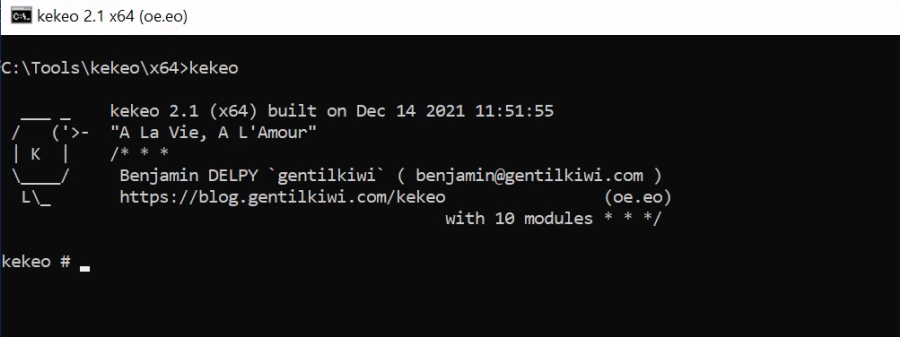 kekeo 2.1 x64 (oe.eo)
C:\Tools\kekeo\x64>kekeo
  ___ _     kekeo 2.1 (x64) built on Dec 14 2021 11:51:55
 /   ('>-  "A La Vie, A L'Amour"
 | K  |     /* * *
 \____/      Benjamin DELPY `gentilkiwi` ( benjamin@gentilkiwi.com )
  L\_        https://blog.gentilkiwi.com/kekeo                (oe.eo)
                                             with 10 modules * * */
kekeo #